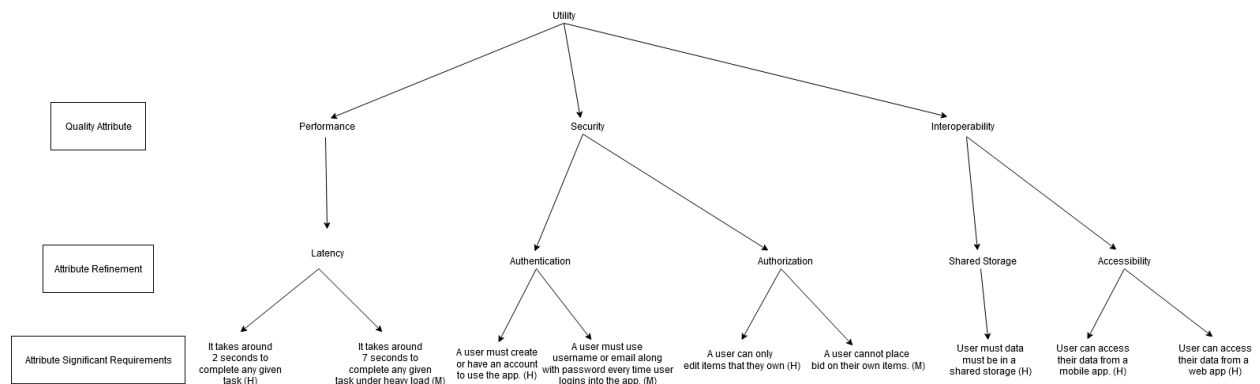 Utility
Quality Attribute
Performance
Security
Interoperability
Attribute Refinement
Latency
Authentication
Authorization
Shared Storage
Accessibility
Attribute Significant Requirements
It takes around
2 seconds to
complete any given
task (H)
It takes around
7 seconds to
complete any given
task under heavy load (M)
A user must create
or have an account
to use the app. (H)
A user must use
username or email along
with password every time user
logins into the app. (M)
A user can only
edit items that they own (H)
A user cannot place
bid on their own items. (M)
User must data
must be in a
shared storage (H)
User can access
their data from a
mobile app. (H)
User can access
their data from a
web app (H)